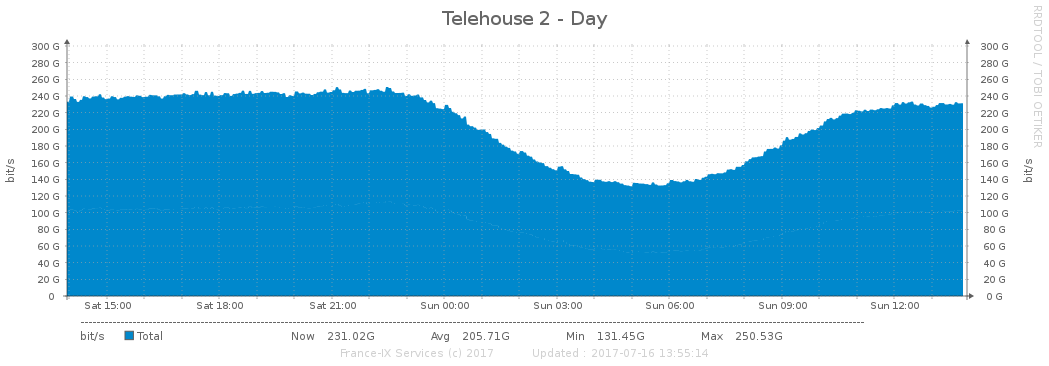 Telehouse 2 - Day
RRDTOOL / TOBI OETIKER
300 G 300 G
280 G 280 G
260 G 260 G
240 G 240 G
220 G 220 G
200 G 200 G
180 G 180 G
160 G 160 G
140 G 140 G
120 G 120 G
100 G 100 G
80 G 80 G
60 G 60 G
40 G 40 G
20 G 20 G
0 0 G
bit/s bit/s
Sat 15:00 Sat 18:00 Sat 21:00 Sun 00:00 Sun 03:00 Sun 06:00 Sun 09:00 Sun 12:00
bit/s Total Now 231.02G Avg 205.71G Min 131.45G Max 250.53G
France-IX Services (c) 2017 Updated : 2017-07-16 13:55:14